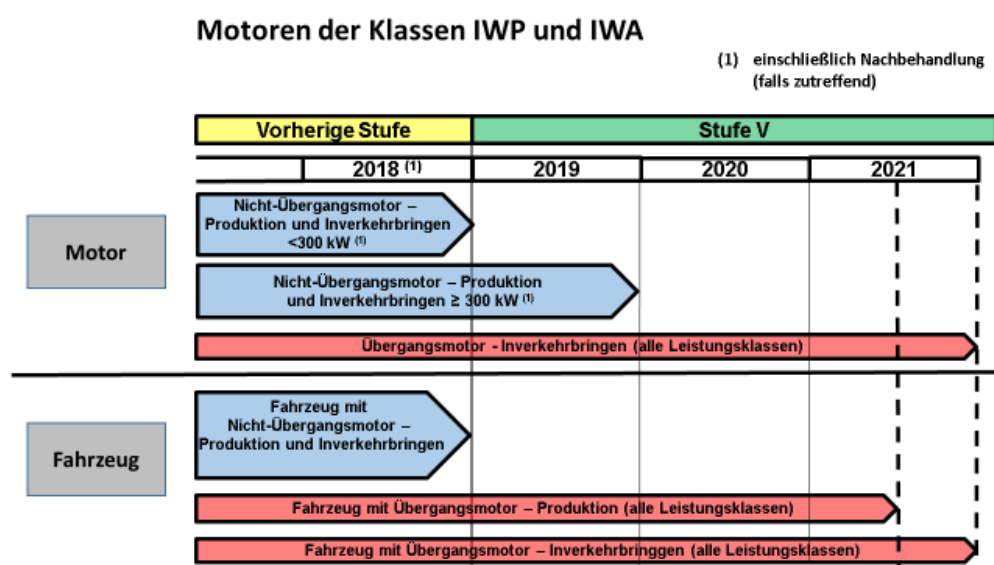 Motoren der Klassen IWP und IWA
(1) einschließlich Nachbehandlung
(falls zutreffend)
Vorherige Stufe
Stufe V
2018 (1)
2019
2020
2021
Motor
Nicht-Übergangsmotor –
Produktion und Inverkehrbringen
<300 kW (1)
Nicht-Übergangsmotor – Produktion
und Inverkehrbringen ≥ 300 kW (1)
Übergangsmotor - Inverkehrbringen (alle Leistungsklassen)
Fahrzeug
Fahrzeug mit
Nicht-Übergangsmotor –
Produktion und Inverkehrbringen
Fahrzeug mit Übergangsmotor – Produktion (alle Leistungsklassen)
Fahrzeug mit Übergangsmotor – Inverkehrbringgen (alle Leistungsklassen)